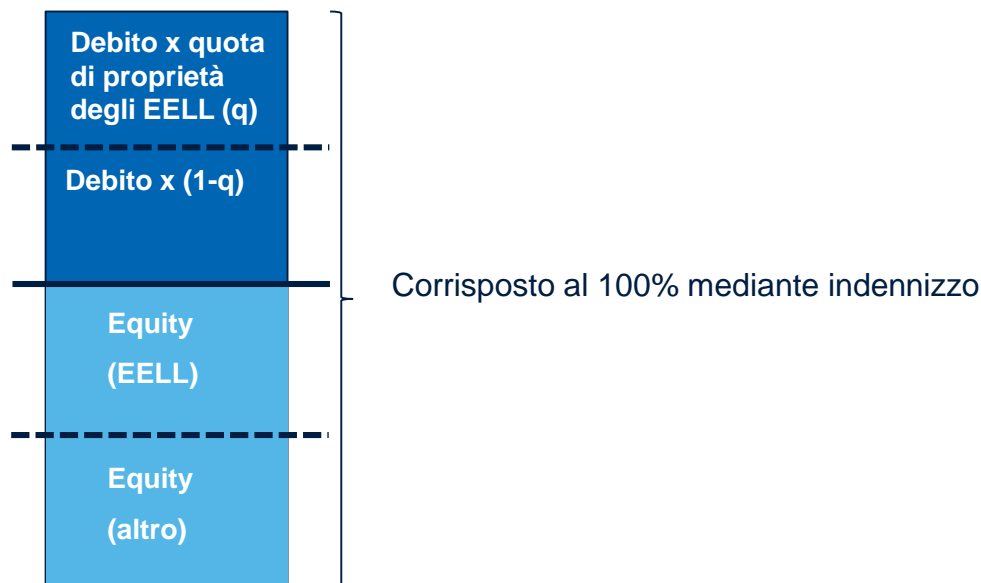 Debito x quota
di proprietà
degli EELL (q)
Debito x (1-q)
Corrisposto al 100% mediante indennizzo
Equity
(EELL)
Equity
(altro)